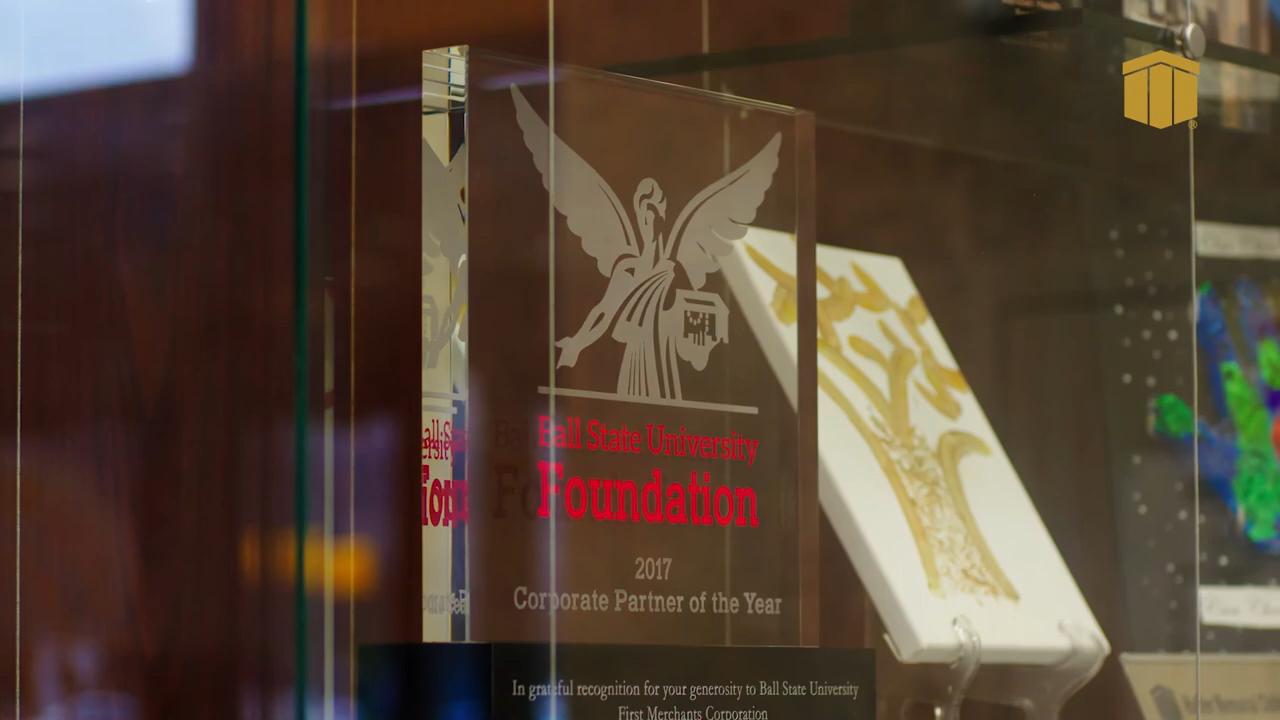 Ball State University
Foundation
2017
Corporate Partner of the Year
In grateful recognition for your generosity to Ball State University
First Merchants Corporation
®